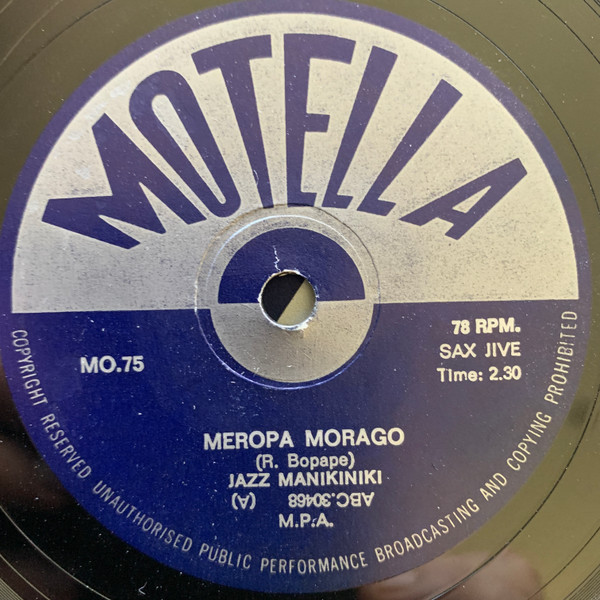 MOTELLA
MO.75
78 RPM.
SAX JIVE
Time: 2.30
MEROPA MORAGO
(R. Bopape)
JAZZ MANIKINIKI
ABC.30468 (A)
M.P.A.
COPYRIGHT RESERVED UNAUTHORISED PUBLIC PERFORMANCE BROADCASTING AND COPYING PROHIBITED